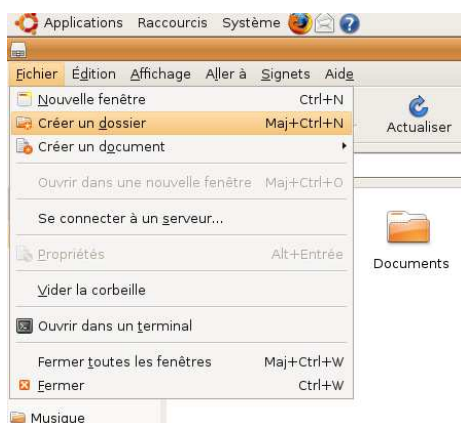 Applications Raccourcis Système
Fichier Édition Affichage Aller à Signets Aide
Nouvelle fenêtre Ctrl+N
Créer un dossier Maj+Ctrl+N
Actualiser
Créer un document
Ouvrir dans une nouvelle fenêtre Maj+Ctrl+O
Se connecter à un serveur...
Propriétés Alt+Entrée
Documents
Vider la corbeille
Ouvrir dans un terminal
Fermer toutes les fenêtres Maj+Ctrl+W
Fermer Ctrl+W
Musique